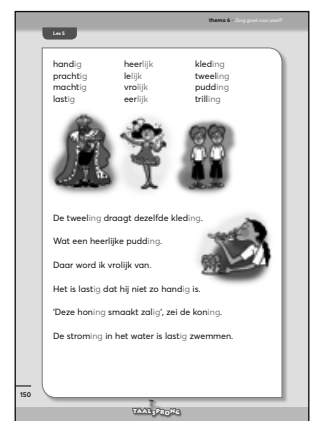 thema 6 - Zorg goed voor jezelf!
Les 5
handig heerlijk kleding
prachtig lelijk tweeling
machtig vrolijk pudding
lastig eerlijk trilling
De tweeling draagt dezelfde kleding.
Wat een heerlijke pudding.
Daar word ik vrolijk van.
Het is lastig dat hij niet zo handig is.
'Deze honing smaakt zalig', zei de koning.
De stroming in het water is lastig zwemmen.
150
TAALSPRONG